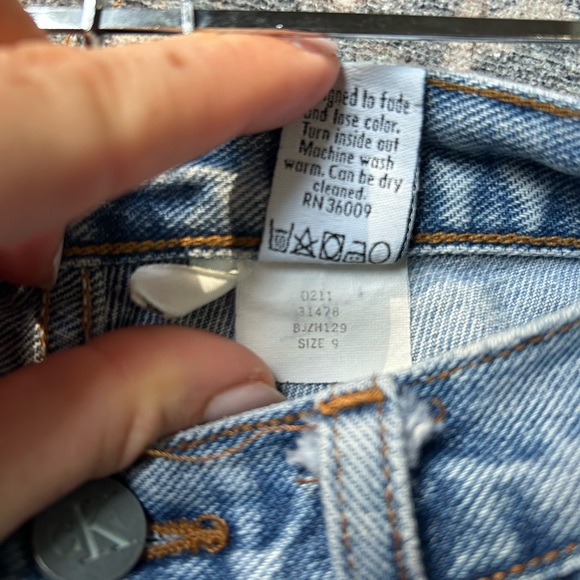 gned to fade
and lose color.
Turn inside out
Machine wash
warm. Can be dry
cleaned.
RN 36009
0211
31478
BJZH129
SIZE 9
CK